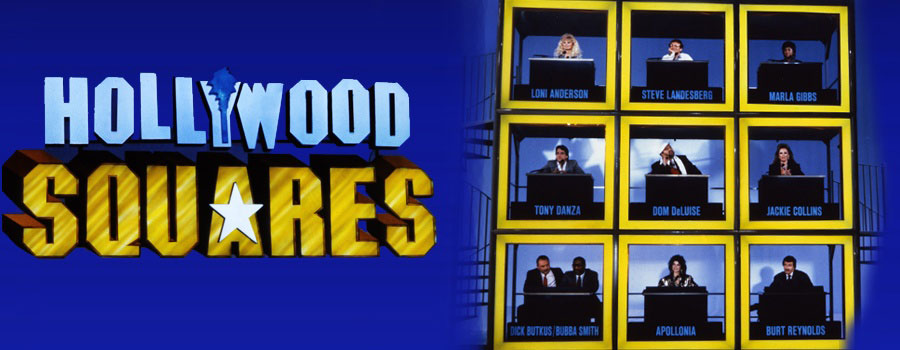 HOLLYWOOD
SQUARES
LONI ANDERSON
STEVE LANDESBERG
MARLA GIBBS
TONY DANZA
DOM DeLUISE
JACKIE COLLINS
DICK BUTKUS/BUBBA SMITH
APOLLONIA
BURT REYNOLDS